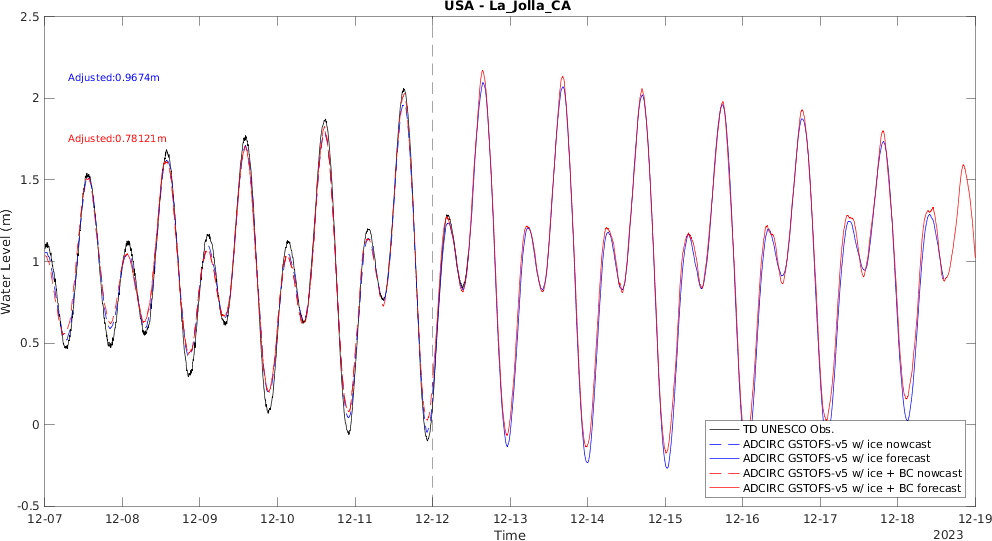 USA - La_Jolla_CA
2.5
2
1.5
1
0.5
0
-0.5
Water Level (m)
Adjusted:0.9674m
Adjusted:0.78121m
TD UNESCO Obs.
ADCIRC GSTOFS-v5 w/ ice nowcast
ADCIRC GSTOFS-v5 w/ ice forecast
ADCIRC GSTOFS-v5 w/ ice + BC nowcast
ADCIRC GSTOFS-v5 w/ ice + BC forecast
12-07 12-08 12-09 12-10 12-11 12-12 12-13 12-14 12-15 12-16 12-17 12-18 12-19
Time
2023